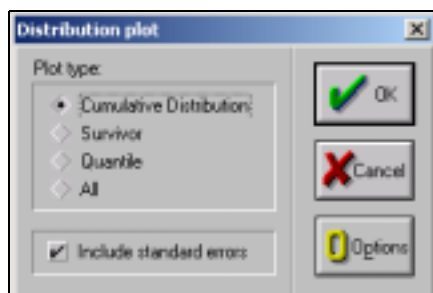 Distribution plot
Plot type:
Cumulative Distribution
Survivor
Quantile
All
Include standard errors
OK
Cancel
Options